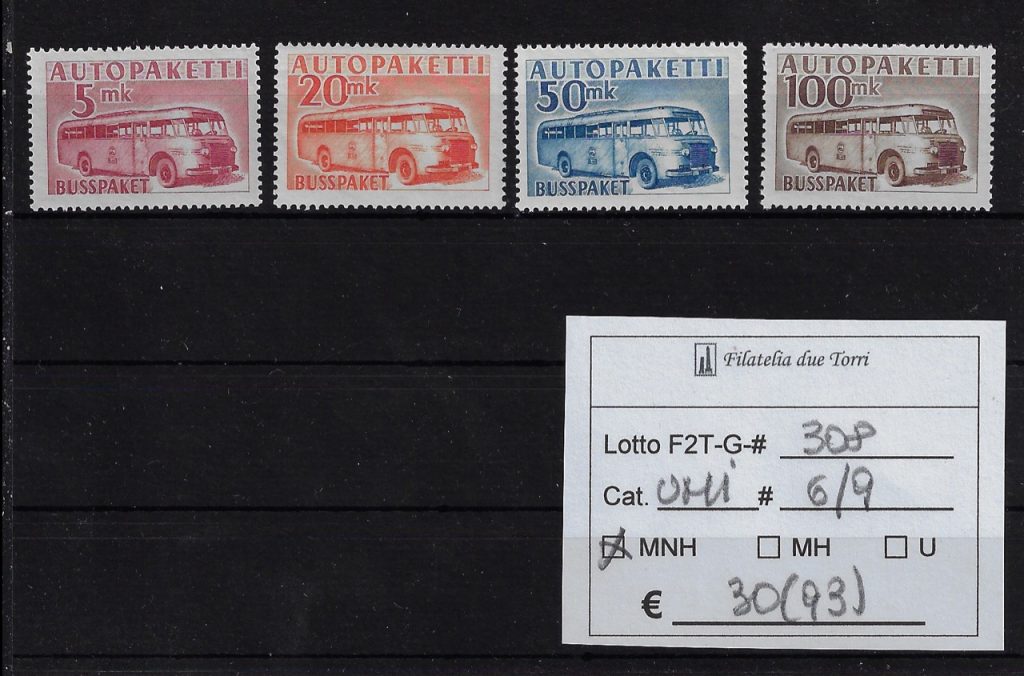 AUTOPAKETTI
5 mk
BUSSPAKET
AUTOPAKETTI
20 mk
BUSSPAKET
AUTOPAKETTI
50 mk
BUSSPAKET
AUTOPAKETTI
100 mk
BUSSPAKET
Filatelia due Torri
Lotto F2T-G-# 308
Cat. UNI # 6/9
MNH MH U
€ 30(93)